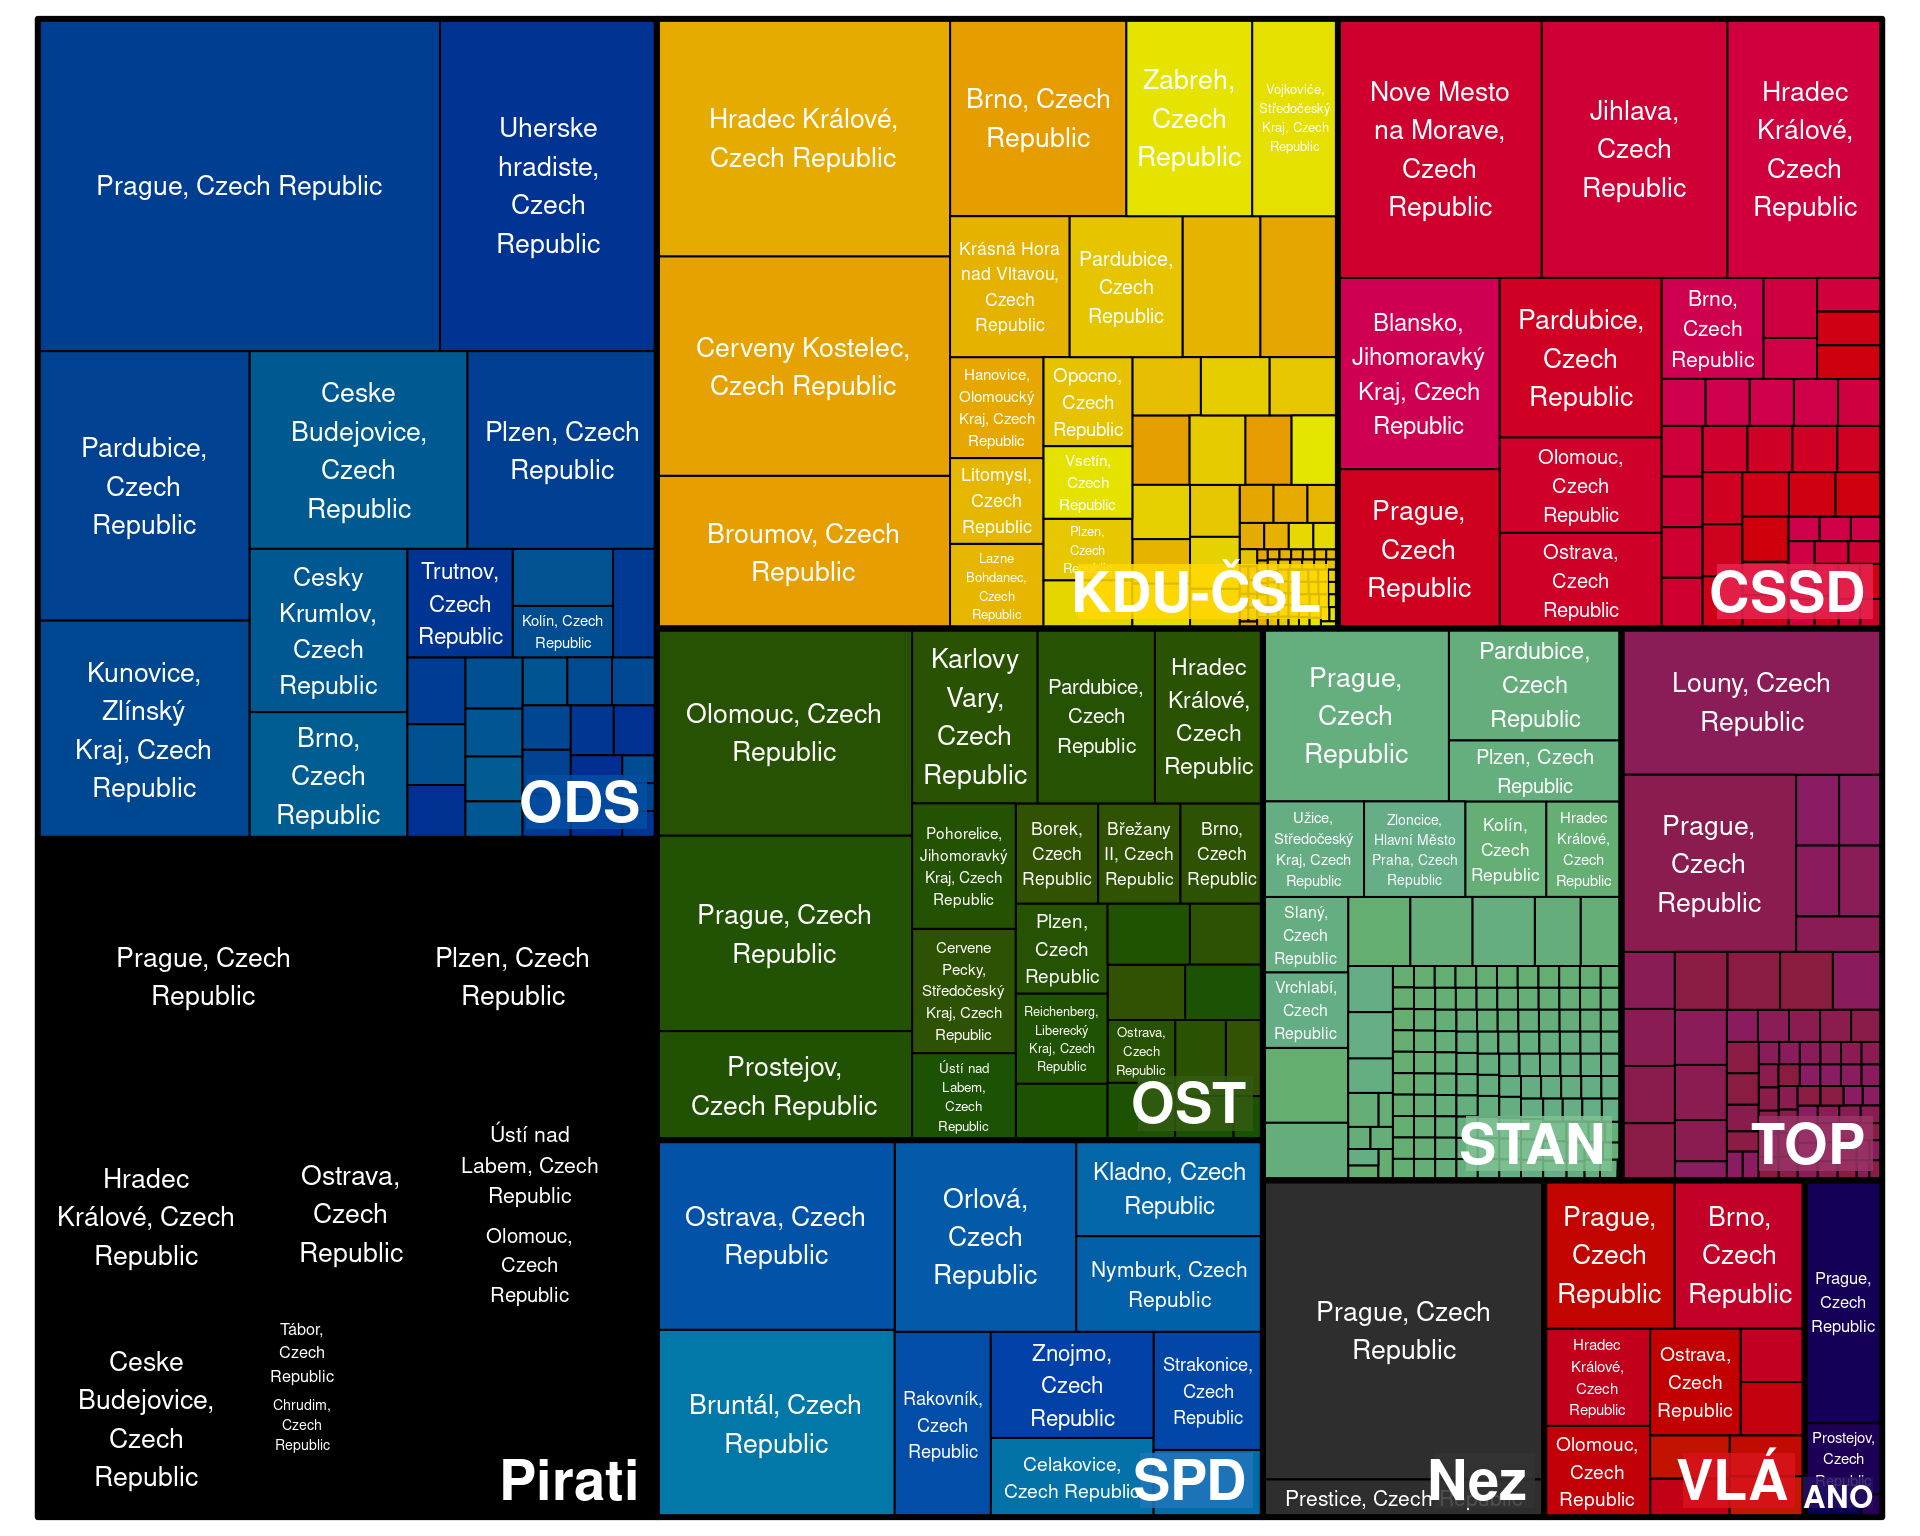 Prague, Czech Republic
Uherske
hradiste,
Czech
Republic
Pardubice,
Czech
Republic
Ceske
Budejovice,
Czech
Republic
Plzen, Czech
Republic
Kunovice,
Zlínský
Kraj, Czech
Republic
Cesky
Krumlov,
Czech
Republic
Brno,
Czech
Republic
Trutnov,
Czech
Republic
Kolín, Czech
Republic
ODS
Hradec Králové,
Czech Republic
Cerveny Kostelec,
Czech Republic
Broumov, Czech
Republic
Brno, Czech
Republic
Zabreh,
Czech
Republic
Vojkoviće,
Středočeský
Kraj, Czech
Republic
Krásná Hora
nad Vltavou,
Czech
Republic
Pardubice,
Czech
Republic
Hanovice,
Olomoucký
Kraj, Czech
Republic
Opocno,
Czech
Republic
Litomysl,
Czech
Republic
Vsetín,
Czech
Republic
Lazne
Bohdanec,
Czech
Republic
Plzen,
Czech
KDU-ČSL
Nove Mesto
na Morave,
Czech
Republic
Jihlava,
Czech
Republic
Hradec
Králové,
Czech
Republic
Blansko,
Jihomoravký
Kraj, Czech
Republic
Prague,
Czech
Republic
Pardubice,
Czech
Republic
Olomouc,
Czech
Republic
Ostrava,
Czech
Republic
Brno,
Czech
Republic
CSSD
Prague, Czech
Republic
Plzen, Czech
Republic
Hradec
Králové, Czech
Republic
Ostrava,
Czech
Republic
Ústí nad
Labem, Czech
Republic
Olomouc,
Czech
Republic
Ceske
Budejovice,
Czech
Republic
Tábor,
Czech
Republic
Chrudim,
Czech
Republic
Pirati
Olomouc, Czech
Republic
Prague, Czech
Republic
Prostejov,
Czech Republic
Karlovy
Vary,
Czech
Republic
Pardubice,
Czech
Republic
Hradec
Králové,
Czech
Republic
Pohorelice,
Jihomoravký
Kraj, Czech
Republic
Cervene
Pecky,
Středočeský
Kraj, Czech
Republic
Ústí nad
Labem,
Czech
Republic
Borek,
Czech
Republic
Břežany
II, Czech
Republic
Brno,
Czech
Republic
Plzen,
Czech
Republic
Reichenberg,
Liberecký
Kraj, Czech
Republic
Ostrava,
Czech
Republic
OST
Prague,
Czech
Republic
Pardubice,
Czech
Republic
Plzen, Czech
Republic
Užice,
Středočeský
Kraj, Czech
Republic
Zloncice,
Hlavní Město
Praha, Czech
Republic
Kolín,
Czech
Republic
Hradec
Králové,
Czech
Republic
Slaný,
Czech
Republic
Vrchlabí,
Czech
Republic
STAN
Louny, Czech
Republic
Prague,
Czech
Republic
TOP
Ostrava, Czech
Republic
Bruntál, Czech
Republic
Orlová,
Czech
Republic
Kladno, Czech
Republic
Nymburk, Czech
Republic
Rakovník,
Czech
Republic
Znojmo,
Czech
Republic
Strakonice,
Czech
Republic
Celakovice,
Czech Republic
SPD
Prague, Czech
Republic
Prestice, Czech Republic
Nez
Prague,
Czech
Republic
Brno,
Czech
Republic
Hradec
Králové,
Czech
Republic
Ostrava,
Czech
Republic
Olomouc,
Czech
Republic
VLÁ
Prague,
Czech
Republic
Prostejov,
Czech
Republic
ANO